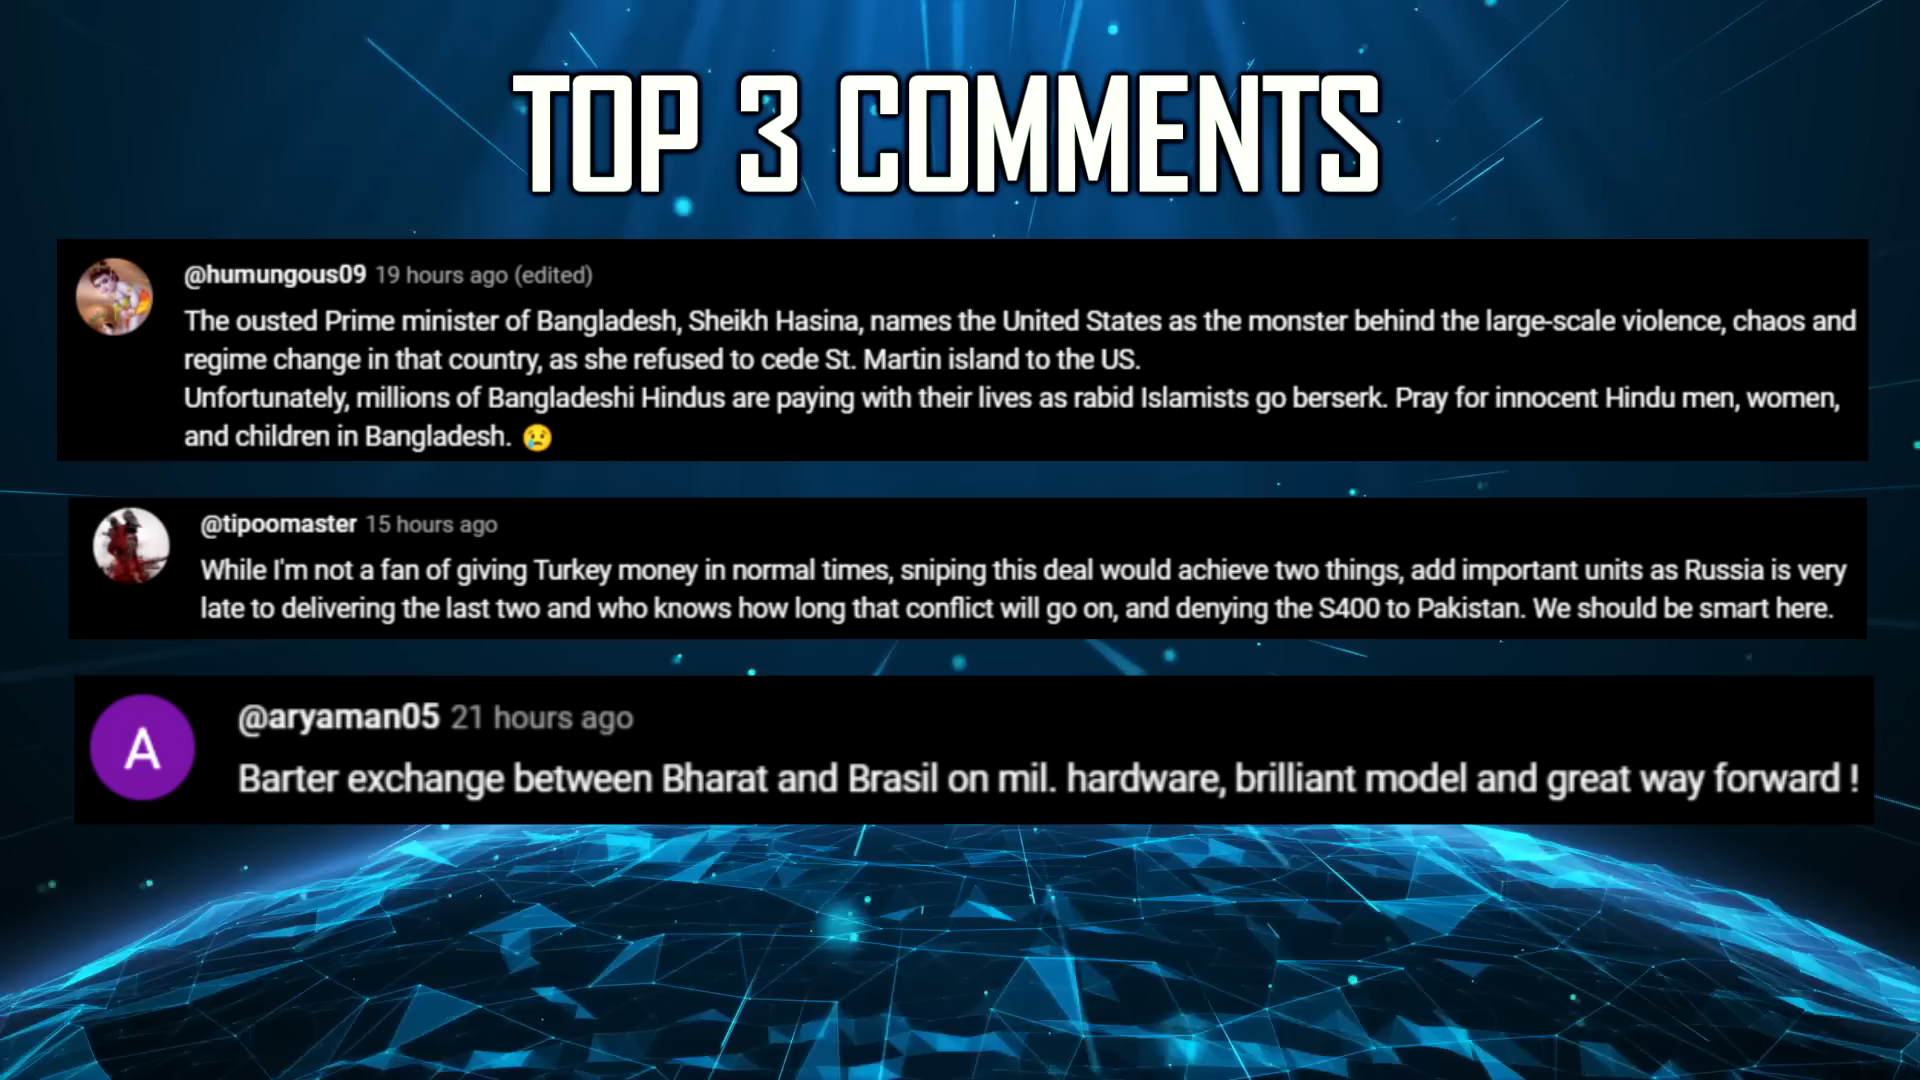 TOP 3 COMMENTS
@humungous09 19 hours ago (edited)
The ousted Prime minister of Bangladesh, Sheikh Hasina, names the United States as the monster behind the large-scale violence, chaos and
regime change in that country, as she refused to cede St. Martin island to the US.
Unfortunately, millions of Bangladeshi Hindus are paying with their lives as rabid Islamists go berserk. Pray for innocent Hindu men, women,
and children in Bangladesh. 😢
@tipoomaster 15 hours ago
While I'm not a fan of giving Turkey money in normal times, sniping this deal would achieve two things, add important units as Russia is very
late to delivering the last two and who knows how long that conflict will go on, and denying the S400 to Pakistan. We should be smart here.
A
@aryaman05 21 hours ago
Barter exchange between Bharat and Brasil on mil. hardware, brilliant model and great way forward !